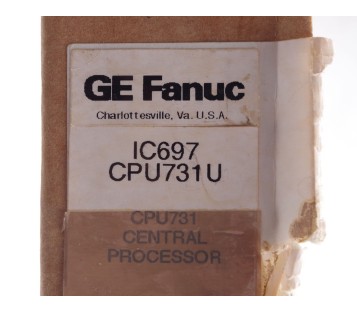 GE Fanuc
Charlottesville, Va. U.S.A.
IC697
CPU731U
CPU731
CENTRAL
PROCESSOR